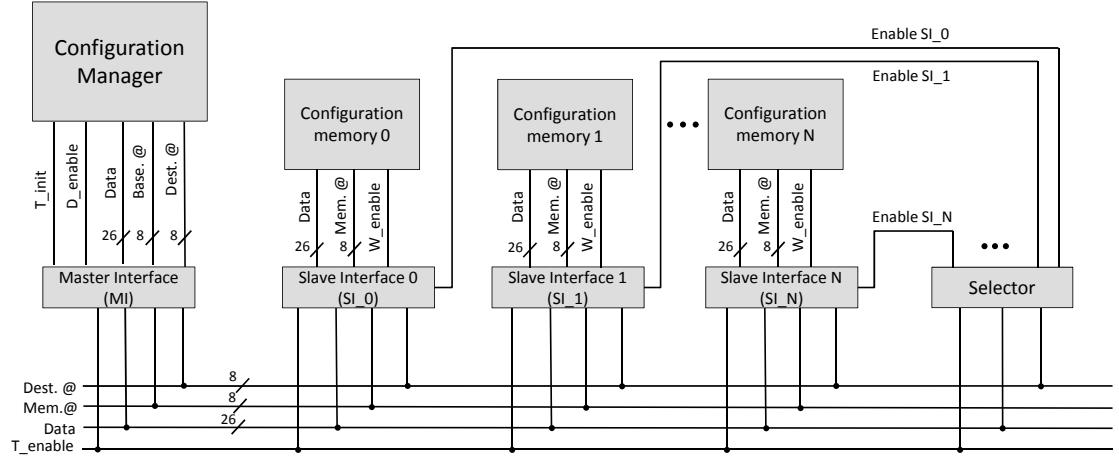 Configuration
Manager
Enable SI_0
Enable SI_1
Configuration
memory 0
Configuration
memory 1
•••
Configuration
memory N
T_init
D_enable
Data
Base. @
Dest. @
26
8
8
Data
Mem. @
W_enable
26
8
Data
Mem. @
W_enable
26
8
Data
Mem. @
W_enable
26
8
Enable SI_N
•••
Master Interface
(MI)
Slave Interface 0
(SI_0)
Slave Interface 1
(SI_1)
Slave Interface N
(SI_N)
Selector
Dest. @
8
Mem.@
8
Data
26
T_enable